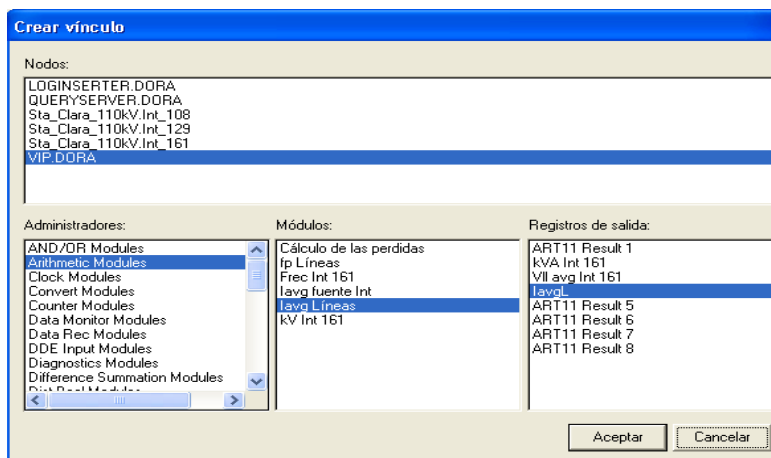 Crear vínculo
Nodos:
LOGINSERTER.DORA
QUERYSERVER.DORA
Sta_Clara_110kV.Int_108
Sta_Clara_110kV.Int_129
Sta_Clara_110kV.Int_161
VIP.DORA
Administradores:
AND/OR Modules
Arithmetic Modules
Clock Modules
Convert Modules
Counter Modules
Data Monitor Modules
Data Rec Modules
DDE Input Modules
Diagnostics Modules
Difference Summation Modules
Módulos:
Cálculo de las perdidas
fp Líneas
Frec Int 161
Iavg fuente Int
Iavg Líneas
kV Int 161
Registros de salida:
ART11 Result 1
kVA Int 161
Vll avg Int 161
IavgL
ART11 Result 5
ART11 Result 6
ART11 Result 7
ART11 Result 8
Aceptar
Cancelar